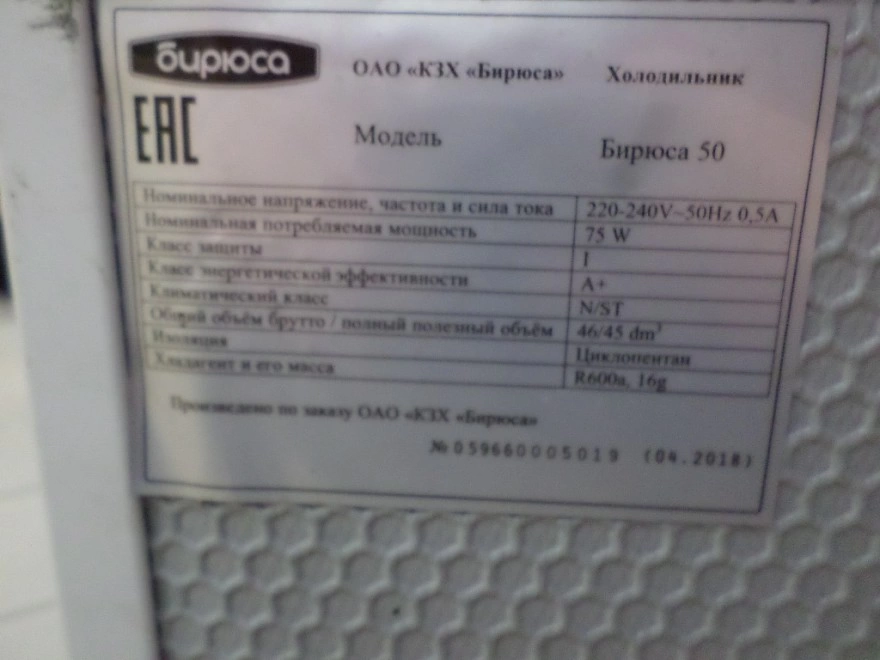 бирюса ОАО «КЗХ «Бирюса» Холодильник
EAC Модель Бирюса 50
Номинальное напряжение, частота и сила тока 220-240V~50Hz 0,5A
Номинальная потребляемая мощность 75 W
Класс защиты I
Класс энергетической эффективности A+
Климатический класс N/ST
Общий объём брутто / полный полезный объём 46/45 dm³
Изоляция Циклопентан
Хладагент и его масса R600a, 16g
Произведено по заказу ОАО «КЗХ «Бирюса»
№ 059660005019 (04.2018)